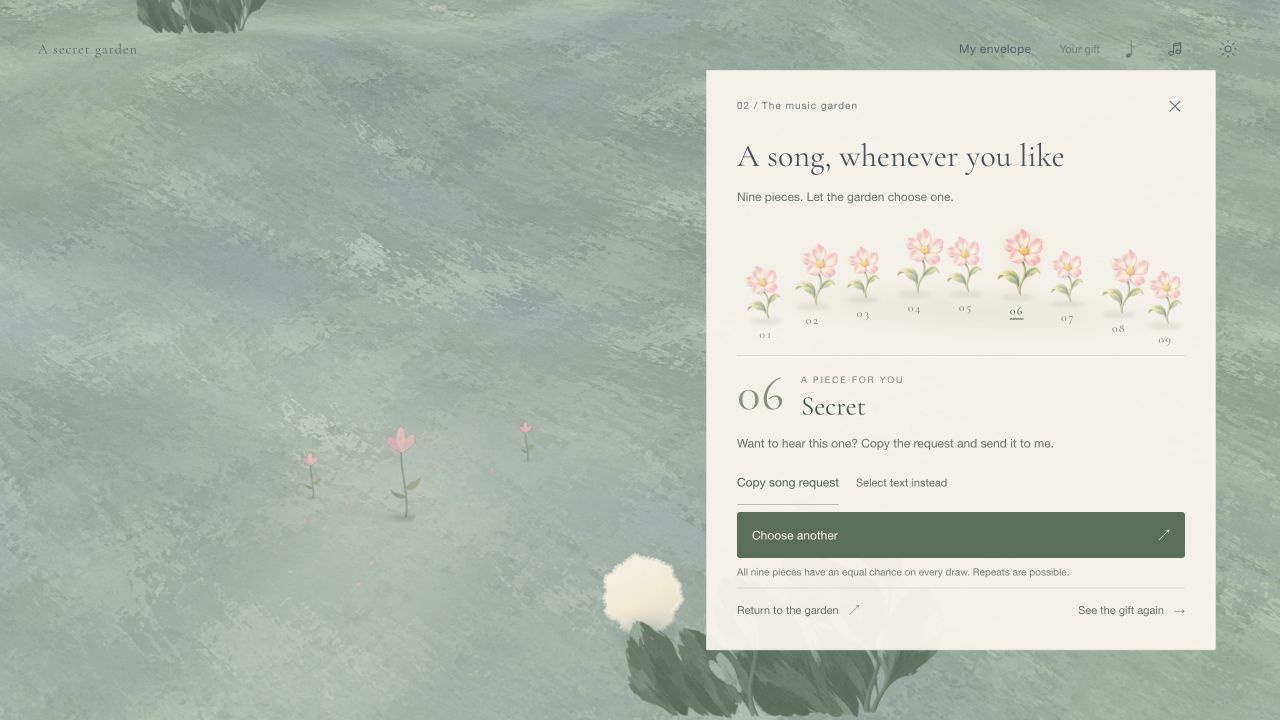 A secret garden
My envelope
Your gift
02 / The music garden
A song, whenever you like
Nine pieces. Let the garden choose one.
01
02
03
04
05
06
07
08
09
06
A PIECE FOR YOU
Secret
Want to hear this one? Copy the request and send it to me.
Copy song request
Select text instead
Choose another
All nine pieces have an equal chance on every draw. Repeats are possible.
Return to the garden
See the gift again